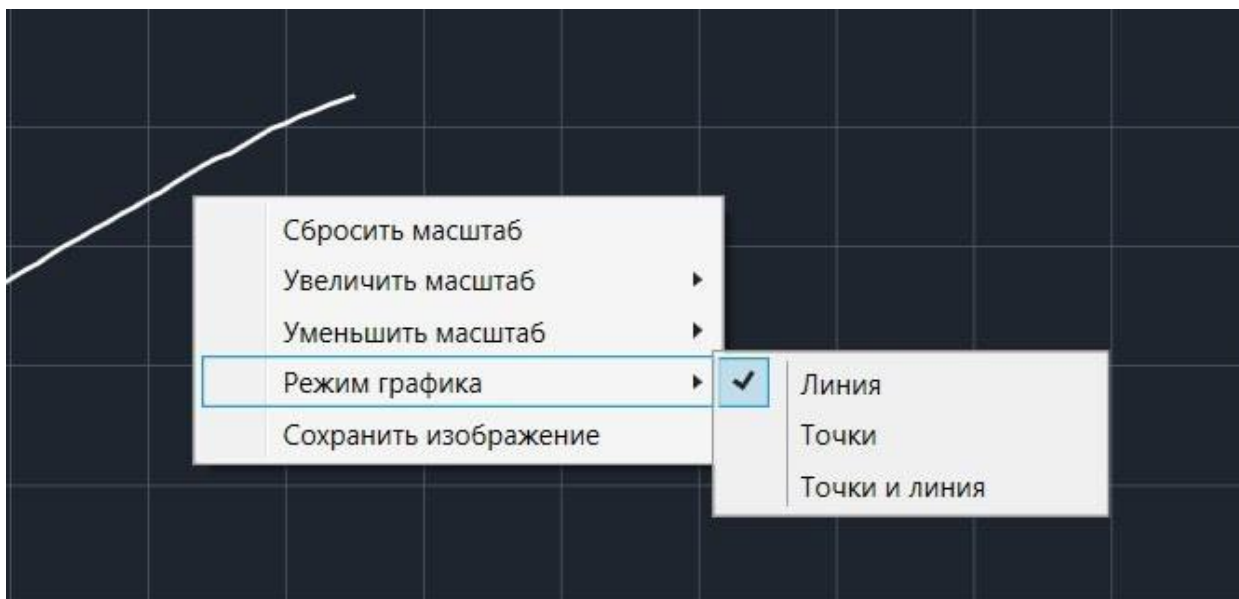 Сбросить масштаб
Увеличить масштаб
Уменьшить масштаб
Режим графика
Сохранить изображение
Линия
Точки
Точки и линия